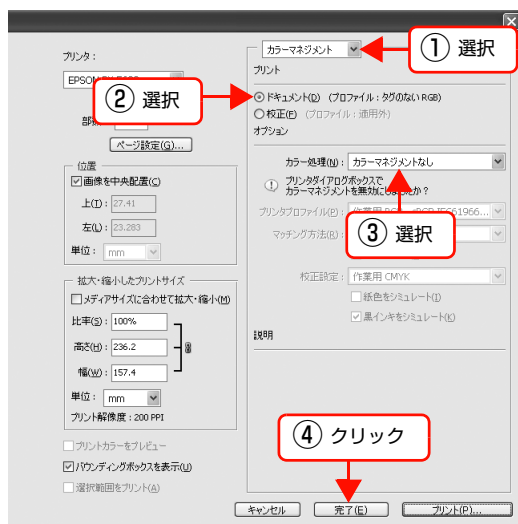 プリンタ：
EPSON
② 選択
部
ページ設定(G)...
位置
画像を中央配置(C)
上(T)： 27.41
左(L)： 23.283
単位： mm
拡大・縮小したプリントサイズ
メディアサイズに合わせて拡大・縮小(M)
比率(S)： 100%
高さ(H)： 236.2
幅(W)： 157.4
単位： mm
プリント解像度：200 PPI
プリントカラーをプレビュー
バウンディングボックスを表示(U)
選択範囲をプリント(A)
カラーマネジメント
① 選択
プリント
ドキュメント(D) (プロファイル：タグのない RGB)
校正(F) (プロファイル：適用外)
オプション
カラー処理(N)： カラーマネジメントなし
プリンタダイアログボックスで
カラーマネジメントを無効にしましたか？
プリンタプロファイル(P)： 作業用 RGB - sRGB IEC61966...
マッチング方法(R)：
③ 選択
校正設定： 作業用 CMYK
紙色をシミュレート(I)
黒インキをシミュレート(K)
説明
④ クリック
キャンセル
完了(E)
プリント(P)...